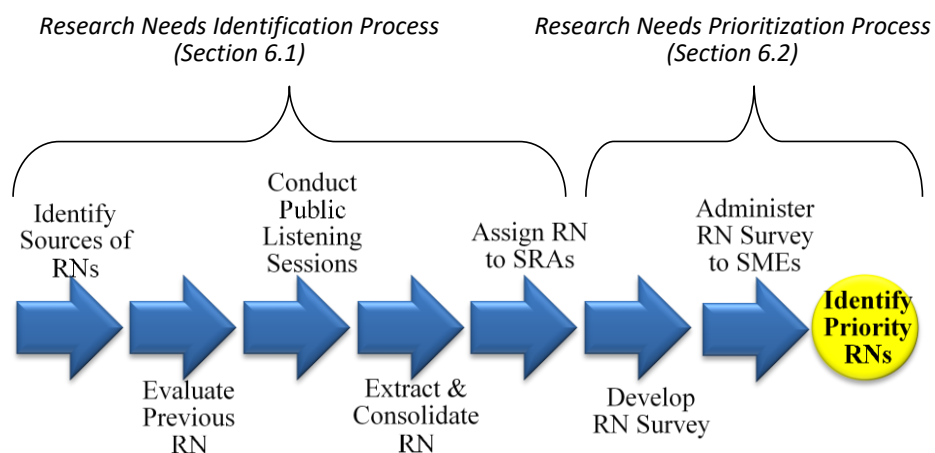 Research Needs Identification Process
(Section 6.1)
Research Needs Prioritization Process
(Section 6.2)
Identify
Sources of
RNs
Evaluate
Previous
RN
Conduct
Public
Listening
Sessions
Extract &
Consolidate
RN
Assign RN
to SRAs
Develop
RN Survey
Administer
RN Survey
to SMEs
Identify
Priority
RNs